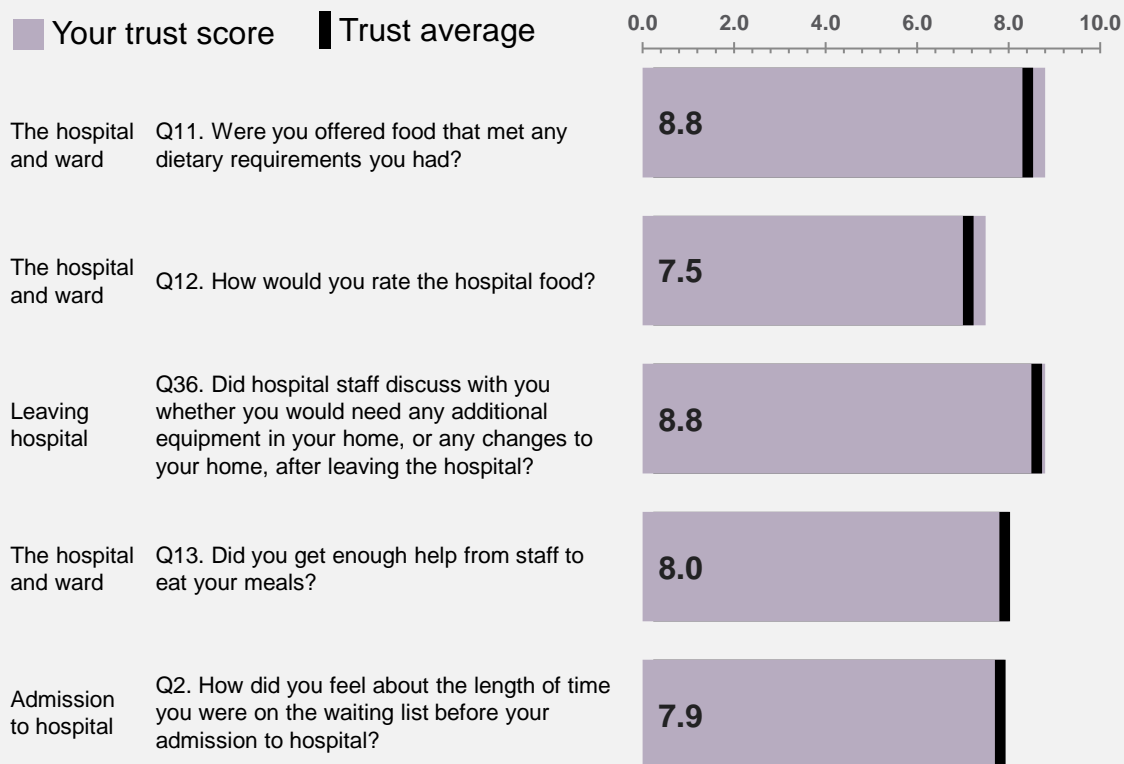 Your trust score
Trust average
0.0 2.0 4.0 6.0 8.0 10.0
The hospital
and ward
Q11. Were you offered food that met any
dietary requirements you had?
8.8
The hospital
and ward
Q12. How would you rate the hospital food?
7.5
Leaving
hospital
Q36. Did hospital staff discuss with you
whether you would need any additional
equipment in your home, or any changes to
your home, after leaving the hospital?
8.8
The hospital
and ward
Q13. Did you get enough help from staff to
eat your meals?
8.0
Admission
to hospital
Q2. How did you feel about the length of time
you were on the waiting list before your
admission to hospital?
7.9